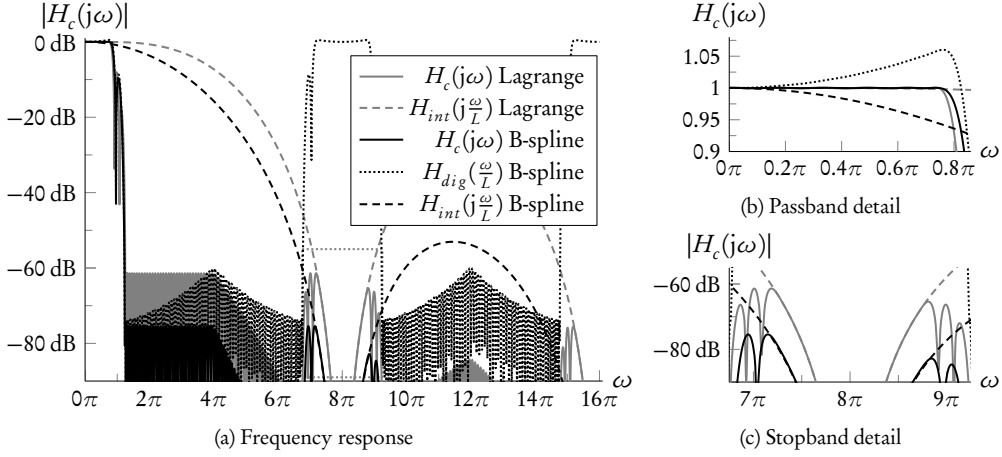 |H_c(jω)|
0 dB
−20 dB
−40 dB
−60 dB
−80 dB
0π 2π 4π 6π 8π 10π 12π 14π 16π
ω
H_c(jω) Lagrange
H_int(j ω/L) Lagrange
H_c(jω) B-spline
H_dig(ω/L) B-spline
H_int(j ω/L) B-spline
(a) Frequency response
H_c(jω)
1.05
1
0.95
0.9
0π 0.2π 0.4π 0.6π 0.8π
ω
(b) Passband detail
|H_c(jω)|
−60 dB
−80 dB
7π 8π 9π
ω
(c) Stopband detail